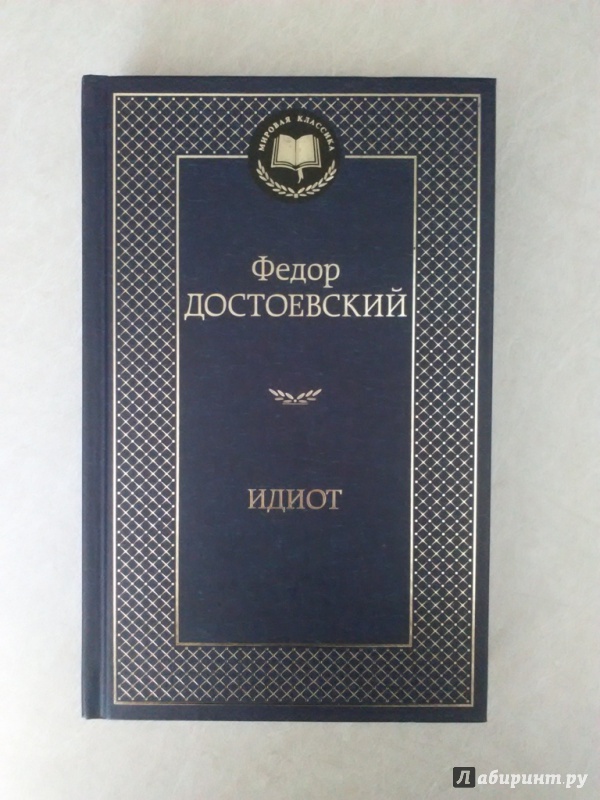 МИРОВАЯ КЛАССИКА
Федор
ДОСТОЕВСКИЙ
ИДИОТ
Лабиринт.ру